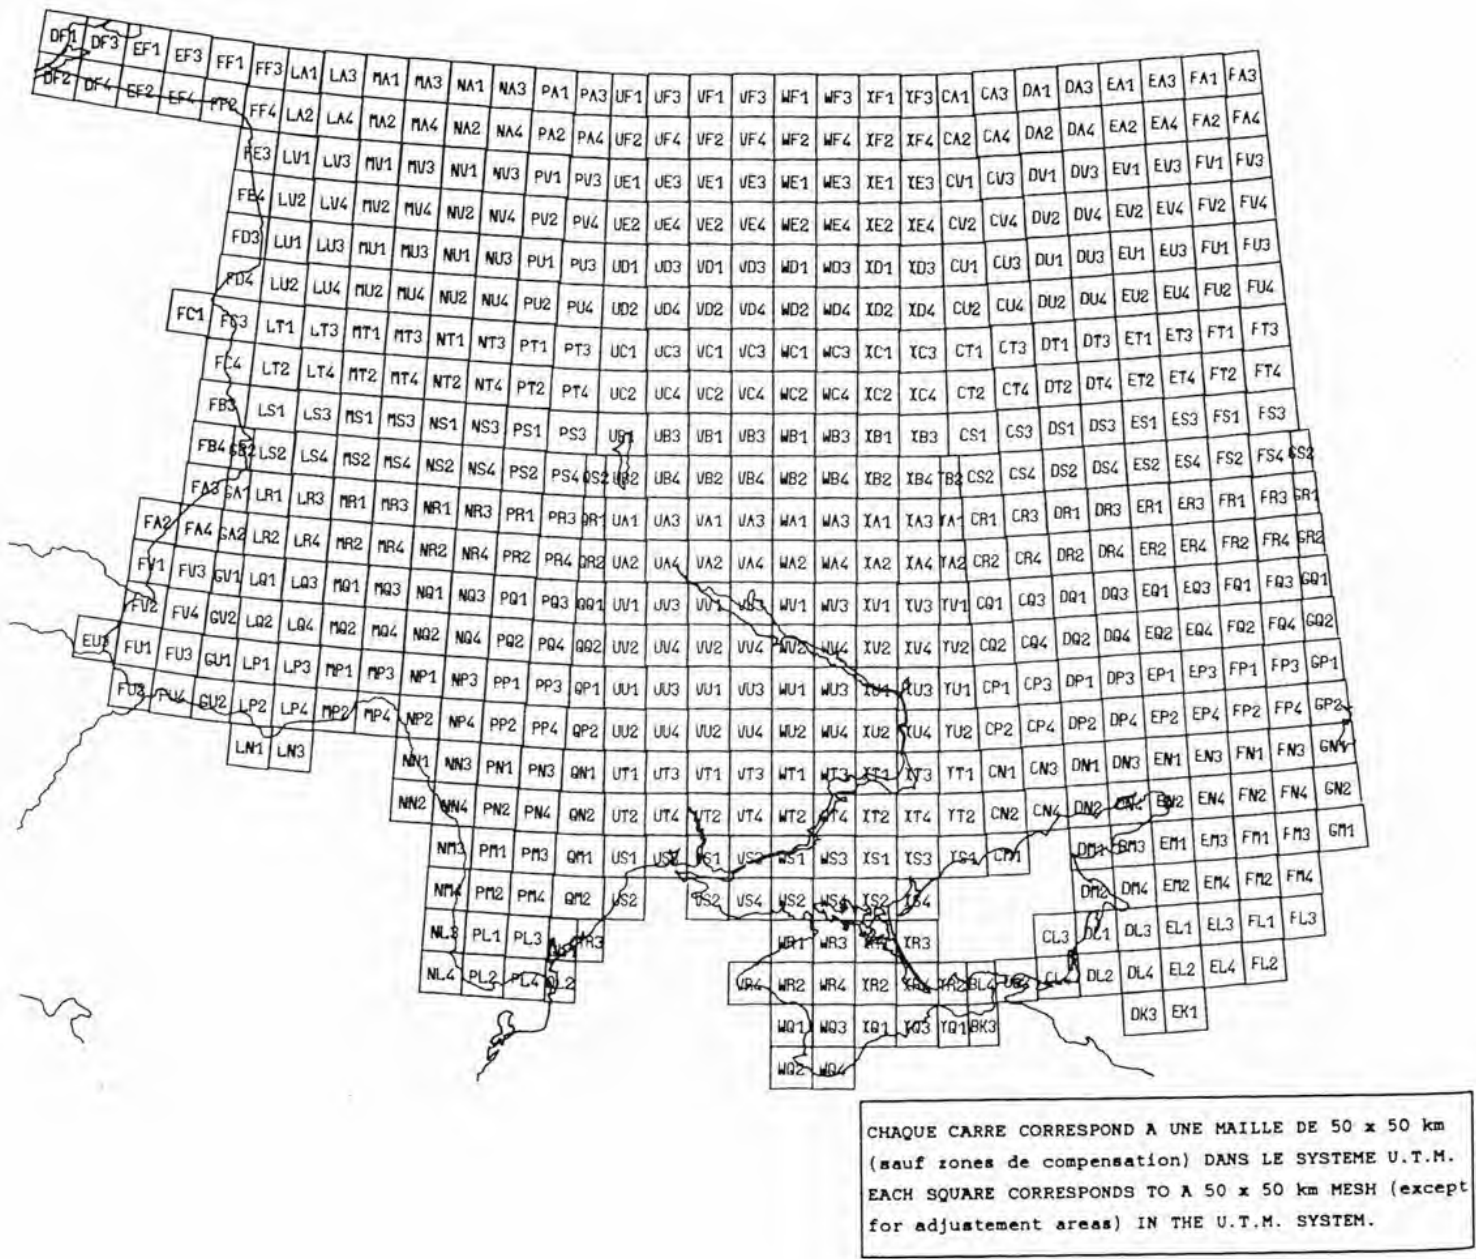 DF1 DF3 EF1 EF3 FF1 FF3 LA1 LA3 MA1 MA3 NA1 NA3 PA1 PA3 UF1 UF3 VF1 VF3 WF1 WF3 XF1 XF3 CA1 CA3 DA1 DA3 EA1 EA3 FA1 FA3
DF2 DF4 EF2 EF4 FF2 FF4 LA2 LA4 MA2 MA4 NA2 NA4 PA2 PA4 UF2 UF4 VF2 VF4 WF2 WF4 XF2 XF4 CA2 CA4 DA2 DA4 EA2 EA4 FA2 FA4
FE3 LV1 LV3 MV1 MV3 NV1 NV3 PV1 PV3 UE1 UE3 VE1 VE3 WE1 WE3 XE1 XE3 CV1 CV3 DV1 DV3 EV1 EV3 FV1 FV3
FE4 LV2 LV4 MV2 MV4 NV2 NV4 PV2 PV4 UE2 UE4 VE2 VE4 WE2 WE4 XE2 XE4 CV2 CV4 DV2 DV4 EV2 EV4 FV2 FV4
FD3 LU1 LU3 MU1 MU3 NU1 NU3 PU1 PU3 UD1 UD3 VD1 VD3 WD1 WD3 XD1 XD3 CU1 CU3 DU1 DU3 EU1 EU3 FU1 FU3
FD4 LU2 LU4 MU2 MU4 NU2 NU4 PU2 PU4 UD2 UD4 VD2 VD4 WD2 WD4 XD2 XD4 CU2 CU4 DU2 DU4 EU2 EU4 FU2 FU4
FC1 FC3 LT1 LT3 MT1 MT3 NT1 NT3 PT1 PT3 UC1 UC3 VC1 VC3 WC1 WC3 XC1 XC3 CT1 CT3 DT1 DT3 ET1 ET3 FT1 FT3
FC4 LT2 LT4 MT2 MT4 NT2 NT4 PT2 PT4 UC2 UC4 VC2 VC4 WC2 WC4 XC2 XC4 CT2 CT4 DT2 DT4 ET2 ET4 FT2 FT4
FB3 LS1 LS3 MS1 MS3 NS1 NS3 PS1 PS3 UB1 UB3 VB1 VB3 WB1 WB3 XB1 XB3 CS1 CS3 DS1 DS3 ES1 ES3 FS1 FS3
FB4 GB2 LS2 LS4 MS2 MS4 NS2 NS4 PS2 PS4 QS2 UB2 UB4 VB2 VB4 WB2 WB4 XB2 XB4 YB2 CS2 CS4 DS2 DS4 ES2 ES4 FS2 FS4 GS2
FA3 GA1 LR1 LR3 MR1 MR3 NR1 NR3 PR1 PR3 QR1 UA1 UA3 VA1 VA3 WA1 WA3 XA1 XA3 YA1 CR1 CR3 DR1 DR3 ER1 ER3 FR1 FR3 GR1
FA2 FA4 GA2 LR2 LR4 MR2 MR4 NR2 NR4 PR2 PR4 QR2 UA2 UA4 VA2 VA4 WA2 WA4 XA2 XA4 YA2 CR2 CR4 DR2 DR4 ER2 ER4 FR2 FR4 GR2
FV1 FV3 GV1 LQ1 LQ3 MQ1 MQ3 NQ1 NQ3 PQ1 PQ3 QQ1 UV1 UV3 VV1 VV3 WV1 WV3 XV1 XV3 YV1 CQ1 CQ3 DQ1 DQ3 EQ1 EQ3 FQ1 FQ3 GQ1
FV2 FV4 GV2 LQ2 LQ4 MQ2 MQ4 NQ2 NQ4 PQ2 PQ4 QQ2 UV2 UV4 VV2 VV4 WV2 WV4 XV2 XV4 YV2 CQ2 CQ4 DQ2 DQ4 EQ2 EQ4 FQ2 FQ4 GQ2
FU1 FU3 GU1 LP1 LP3 MP1 MP3 NP1 NP3 PP1 PP3 QP1 UU1 UU3 VU1 VU3 WU1 WU3 XU1 XU3 YU1 CP1 CP3 DP1 DP3 EP1 EP3 FP1 FP3 GP1
FU2 FU4 GU2 LP2 LP4 MP2 MP4 NP2 NP4 PP2 PP4 QP2 UU2 UU4 VU2 VU4 WU2 WU4 XU2 XU4 YU2 CP2 CP4 DP2 DP4 EP2 EP4 FP2 FP4 GP2
LN1 LN3 NN1 NN3 PN1 PN3 QN1 UT1 UT3 VT1 VT3 WT1 WT3 XT1 XT3 YT1 CN1 CN3 DN1 DN3 EN1 EN3 FN1 FN3 GN1
NN2 NN4 PN2 PN4 QN2 UT2 UT4 VT2 VT4 WT2 WT4 XT2 XT4 YT2 CN2 CN4 DN2 DN4 EN2 EN4 FN2 FN4 GN2
NM3 PM1 PM3 QM1 US1 US3 VS1 VS3 WS1 WS3 XS1 XS3 YS1 CM1 DM1 DM3 EM1 EM3 FM1 FM3 GM1
NM4 PM2 PM4 QM2 US2 VS2 VS4 WS2 WS4 XS2 XS4 DM2 DM4 EM2 EM4 FM2 FM4
NL3 PL1 PL3 WR1 WR3 XR1 XR3 CL3 DL1 DL3 EL1 EL3 FL1 FL3
NL4 PL2 PL4 QL2 VR4 WR2 WR4 XR2 XR4 YR2 BL4 CL4 DL2 DL4 EL2 EL4 FL2
WQ1 WQ3 XQ1 XQ3 YQ1 BK3 DK3 EK1
WQ2 WQ4
CHAQUE CARRE CORRESPOND A UNE MAILLE DE 50 x 50 km
(sauf zones de compensation) DANS LE SYSTEME U.T.M.
EACH SQUARE CORRESPONDS TO A 50 x 50 km MESH (except
for adjustement areas) IN THE U.T.M. SYSTEM.